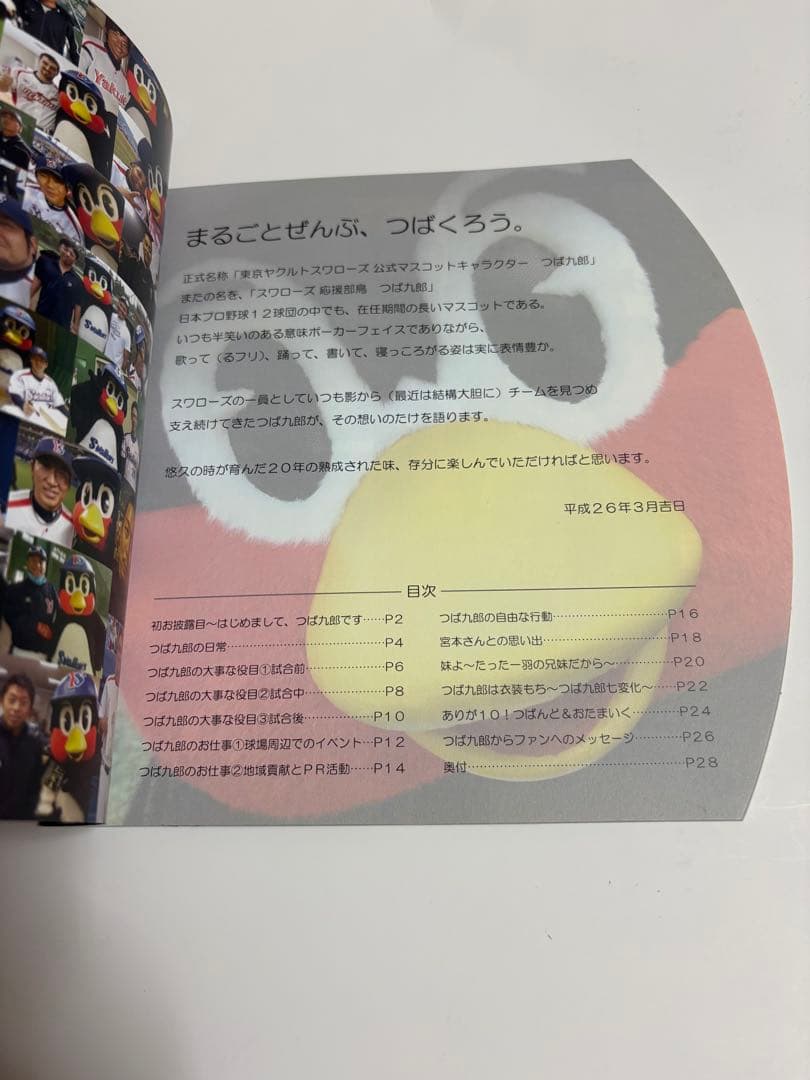 まるごとぜんぶ、つばくろう。
正式名称「東京ヤクルトスワローズ 公式マスコットキャラクター つば九郎」
またの名を、「スワローズ 応援部鳥 つば九郎」
日本プロ野球12球団の中でも、在任期間の長いマスコットである。
いつも半笑いのある意味ポーカーフェイスでありながら、
歌って(るフリ)、踊って、書いて、寝っころがる姿は実に表情豊か。
スワローズの一員としていつも影から(最近は結構大胆に)チームを見つめ
支え続けてきたつば九郎が、その想いのたけを語ります。
悠久の時が育んだ20年の熟成された味、存分に楽しんでいただければと思います。
平成26年3月吉日
目次
初お披露目〜はじめまして、つば九郎です……P2
つば九郎の日常……P4
つば九郎の大事な役目①試合前……P6
つば九郎の大事な役目②試合中……P8
つば九郎の大事な役目③試合後……P10
つば九郎のお仕事①球場周辺でのイベント…P12
つば九郎のお仕事②地域貢献とPR活動……P14
つば九郎の自由な行動……P16
宮本さんとの思い出……P18
妹よ〜たった一羽の兄妹だから〜……P20
つば九郎は衣装もち〜つば九郎七変化〜……P22
ありが10!つばんど&おたまいく……P24
つば九郎からファンへのメッセージ……P26
奥付……P28